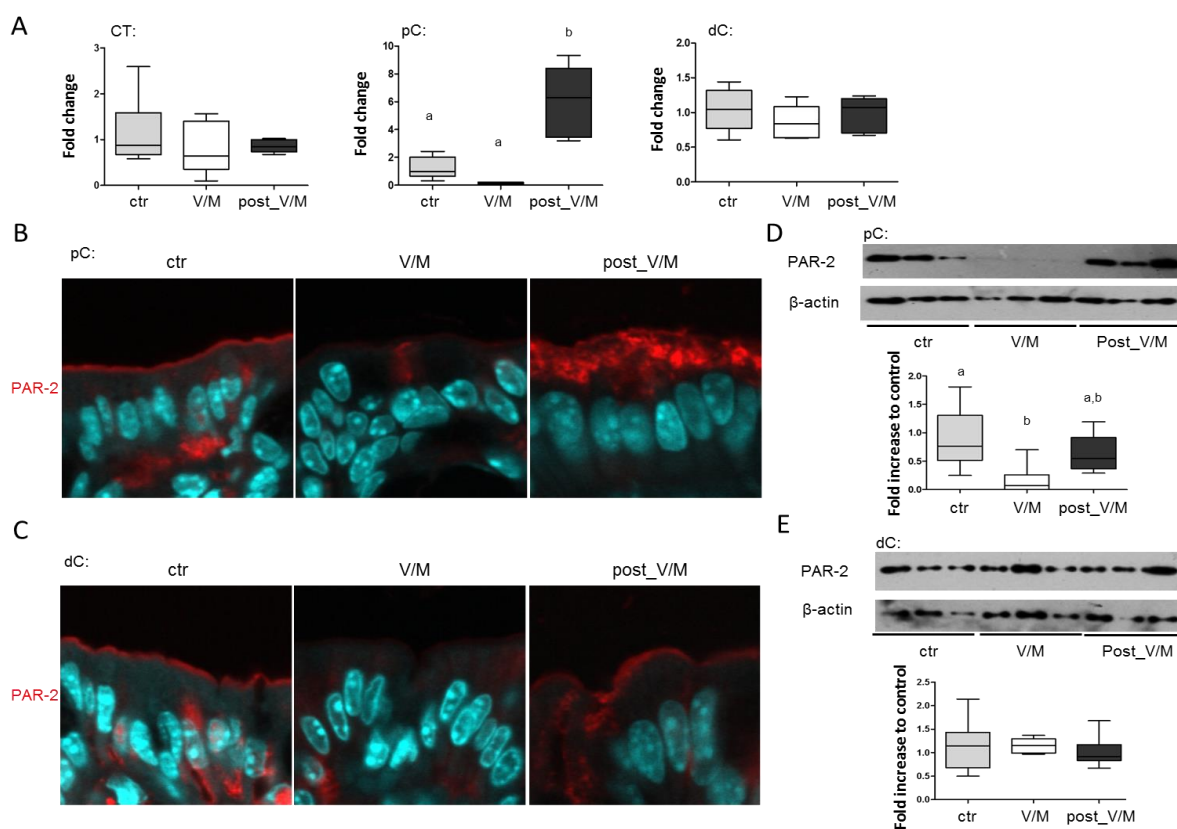 A
CT:
Fold change
3
2
1
0
ctr
V/M
post_V/M
pC:
Fold change
10
8
6
4
2
0
a
a
b
ctr
V/M
post_V/M
dC:
Fold change
2.0
1.5
1.0
0.5
0.0
ctr
V/M
post_V/M
B
pC:
ctr
V/M
post_V/M
PAR-2
C
dC:
ctr
V/M
post_V/M
PAR-2
D
pC:
PAR-2
β-actin
ctr
V/M
Post_V/M
Fold increase to control
2.0
1.5
1.0
0.5
0.0
a
b
a,b
ctr
V/M
post_V/M
E
dC:
PAR-2
β-actin
ctr
V/M
Post_V/M
Fold increase to control
2.5
2.0
1.5
1.0
0.5
0.0
ctr
V/M
post_V/M